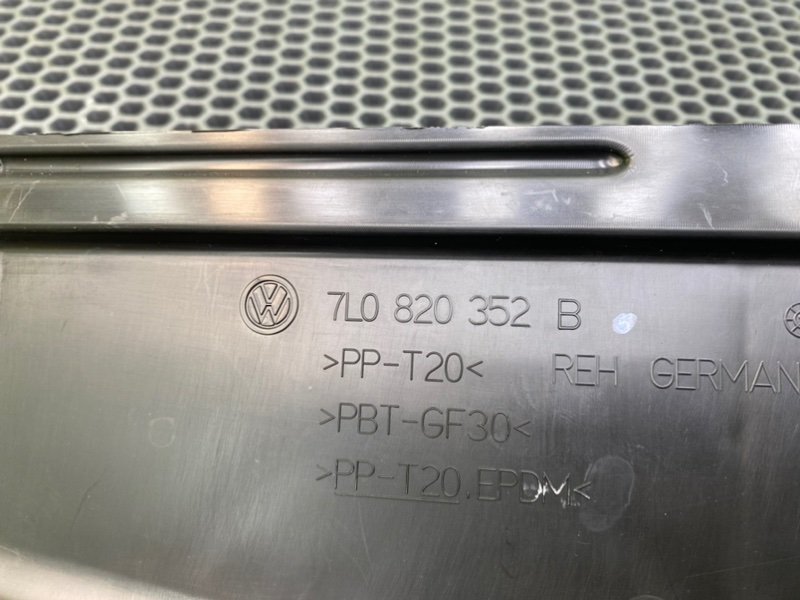 7L0 820 352 B
>PP-T20< REH GERMAN
>PBT-GF30<
>PP-T20.EPDM<